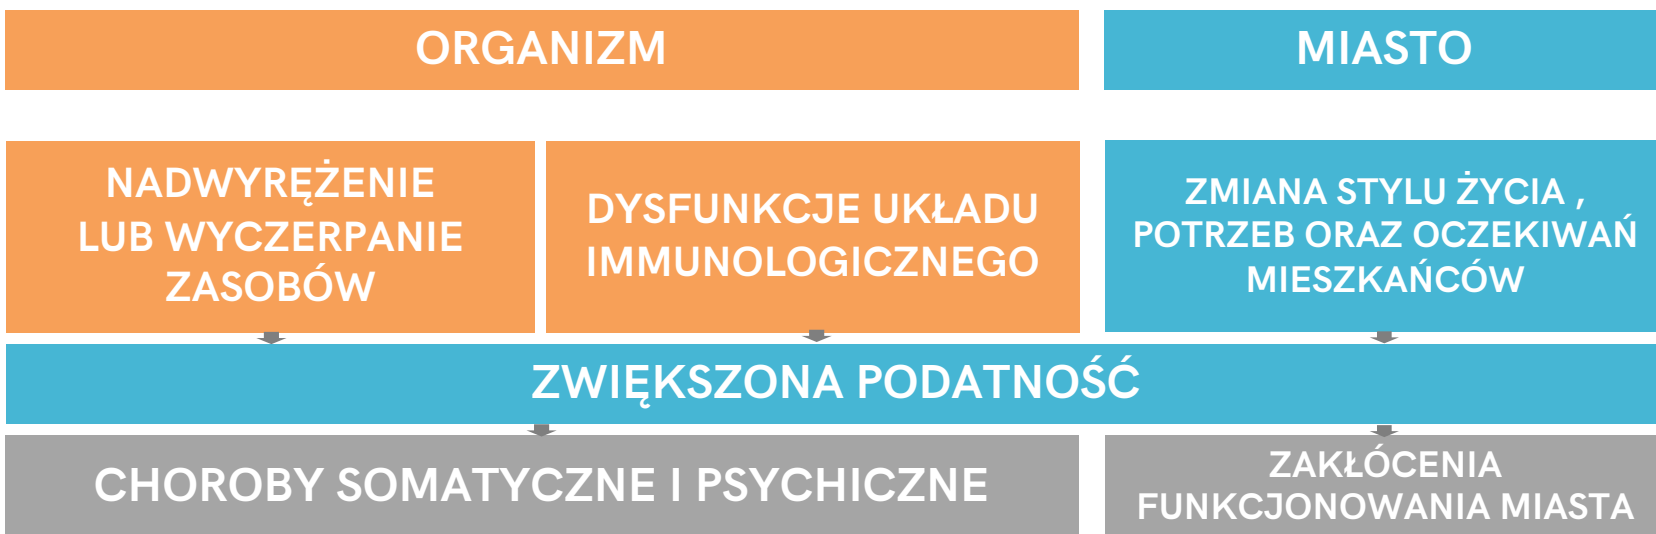 ORGANIZM
MIASTO
NADWYRĘŻENIE
LUB WYCZERPANIE
ZASOBÓW
DYSFUNKCJE UKŁADU
IMMUNOLOGICZNEGO
ZMIANA STYLU ŻYCIA ,
POTRZEB ORAZ OCZEKIWAŃ
MIESZKAŃCÓW
ZWIĘKSZONA PODATNOŚĆ
CHOROBY SOMATYCZNE I PSYCHICZNE
ZAKŁÓCENIA
FUNKCJONOWANIA MIASTA